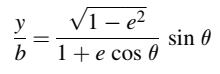 y/b = √(1 − e²) / (1 + e cos θ) sin θ